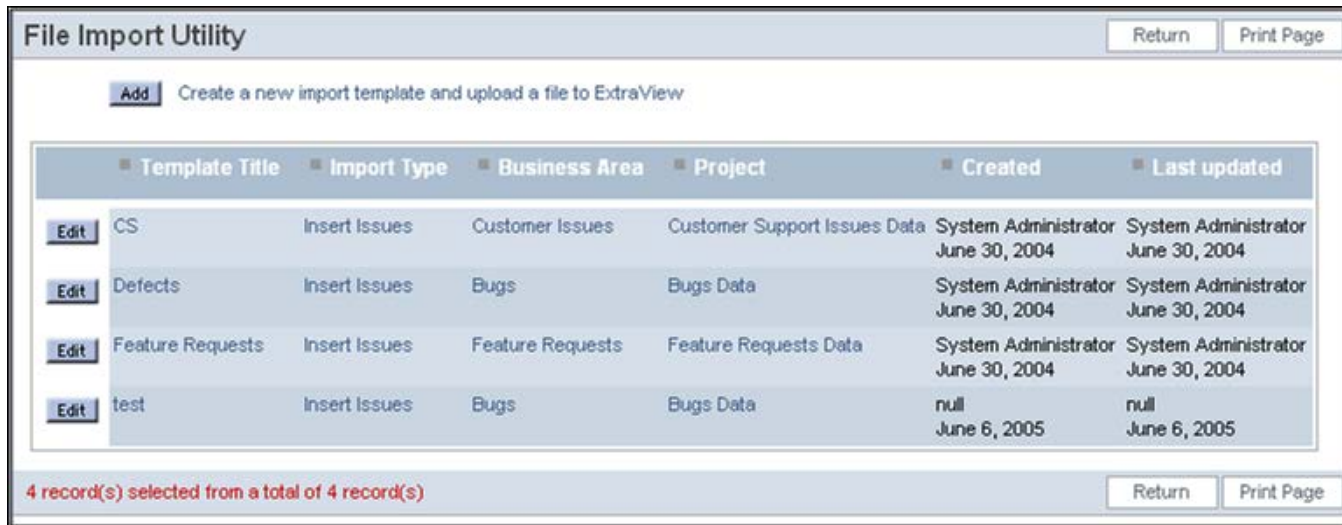 File Import Utility Return Print Page
Add Create a new import template and upload a file to ExtraView
Template Title Import Type Business Area Project Created Last updated
Edit CS Insert Issues Customer Issues Customer Support Issues Data System Administrator System Administrator
June 30, 2004 June 30, 2004
Edit Defects Insert Issues Bugs Bugs Data System Administrator System Administrator
June 30, 2004 June 30, 2004
Edit Feature Requests Insert Issues Feature Requests Feature Requests Data System Administrator System Administrator
June 30, 2004 June 30, 2004
Edit test Insert Issues Bugs Bugs Data null null
June 6, 2005 June 6, 2005
4 record(s) selected from a total of 4 record(s) Return Print Page